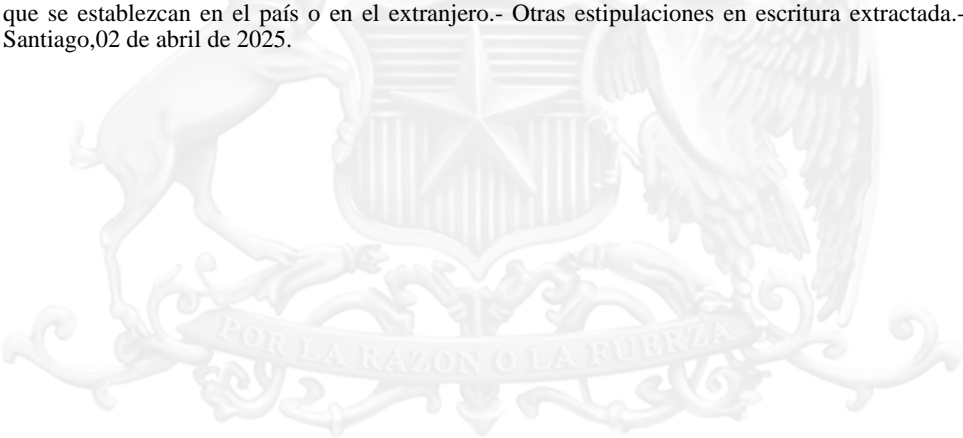 que se establezcan en el país o en el extranjero.- Otras estipulaciones en escritura extractada.-
Santiago,02 de abril de 2025.
POR LA RAZON O LA FUERZA